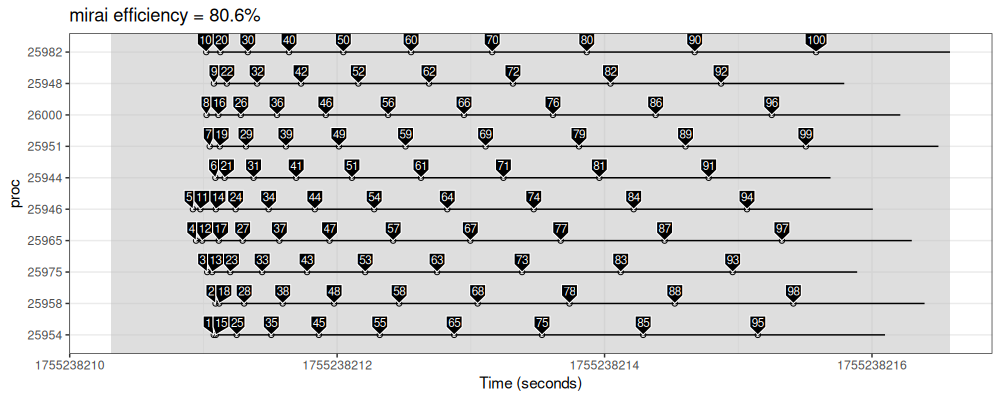 mirai efficiency = 80.6%
proc
25982 10 20 30 40 50 60 70 80 90 100
25948 9 22 32 42 52 62 72 82 92
26000 8 16 26 36 46 56 66 76 86 96
25951 7 19 29 39 49 59 69 79 89 99
25944 6 21 31 41 51 61 71 81 91
25946 5 11 14 24 34 44 54 64 74 84 94
25965 4 12 17 27 37 47 57 67 77 87 97
25975 3 13 23 33 43 53 63 73 83 93
25958 2 18 28 38 48 58 68 78 88 98
25954 1 15 25 35 45 55 65 75 85 95
1755238210 1755238212 1755238214 1755238216
Time (seconds)